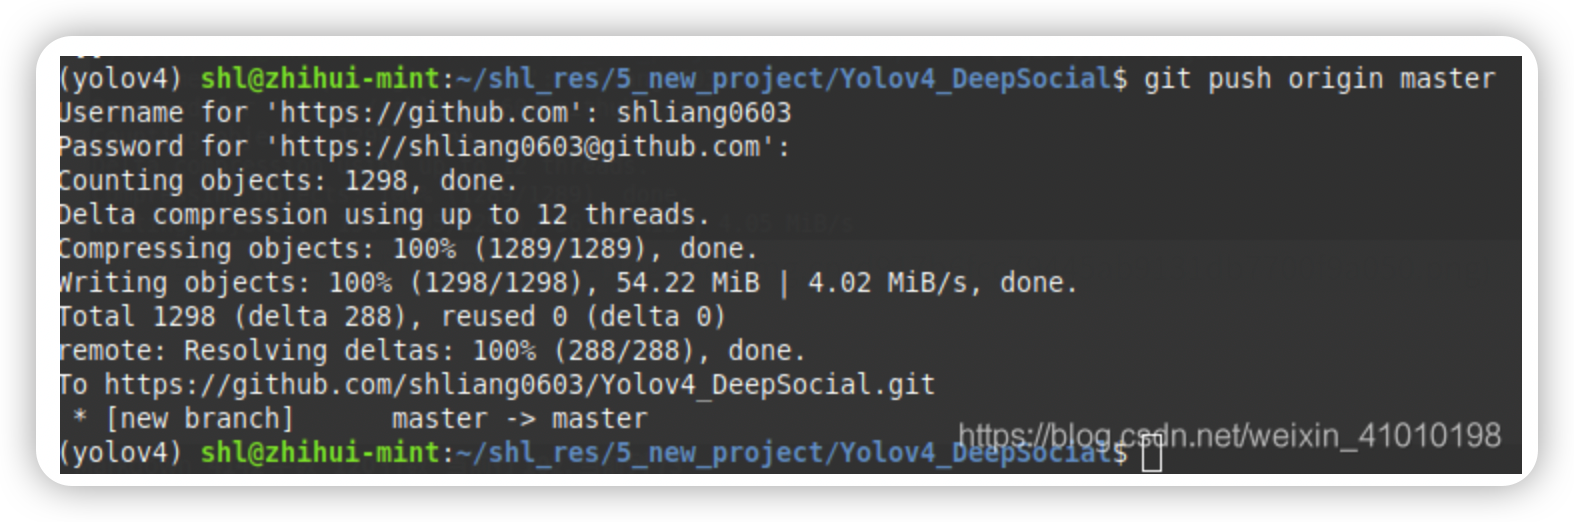 (yolov4) shl@zhihui-mint:~/shl_res/5_new_project/Yolov4_DeepSocial$ git push origin master
Username for 'https://github.com': shliang0603
Password for 'https://shliang0603@github.com':
Counting objects: 1298, done.
Delta compression using up to 12 threads.
Compressing objects: 100% (1289/1289), done.
Writing objects: 100% (1298/1298), 54.22 MiB | 4.02 MiB/s, done.
Total 1298 (delta 288), reused 0 (delta 0)
remote: Resolving deltas: 100% (288/288), done.
To https://github.com/shliang0603/Yolov4_DeepSocial.git
 * [new branch]      master -> master
(yolov4) shl@zhihui-mint:~/shl_res/5_new_project/Yolov4_DeepSocial$
https://blog.csdn.net/weixin_41010198